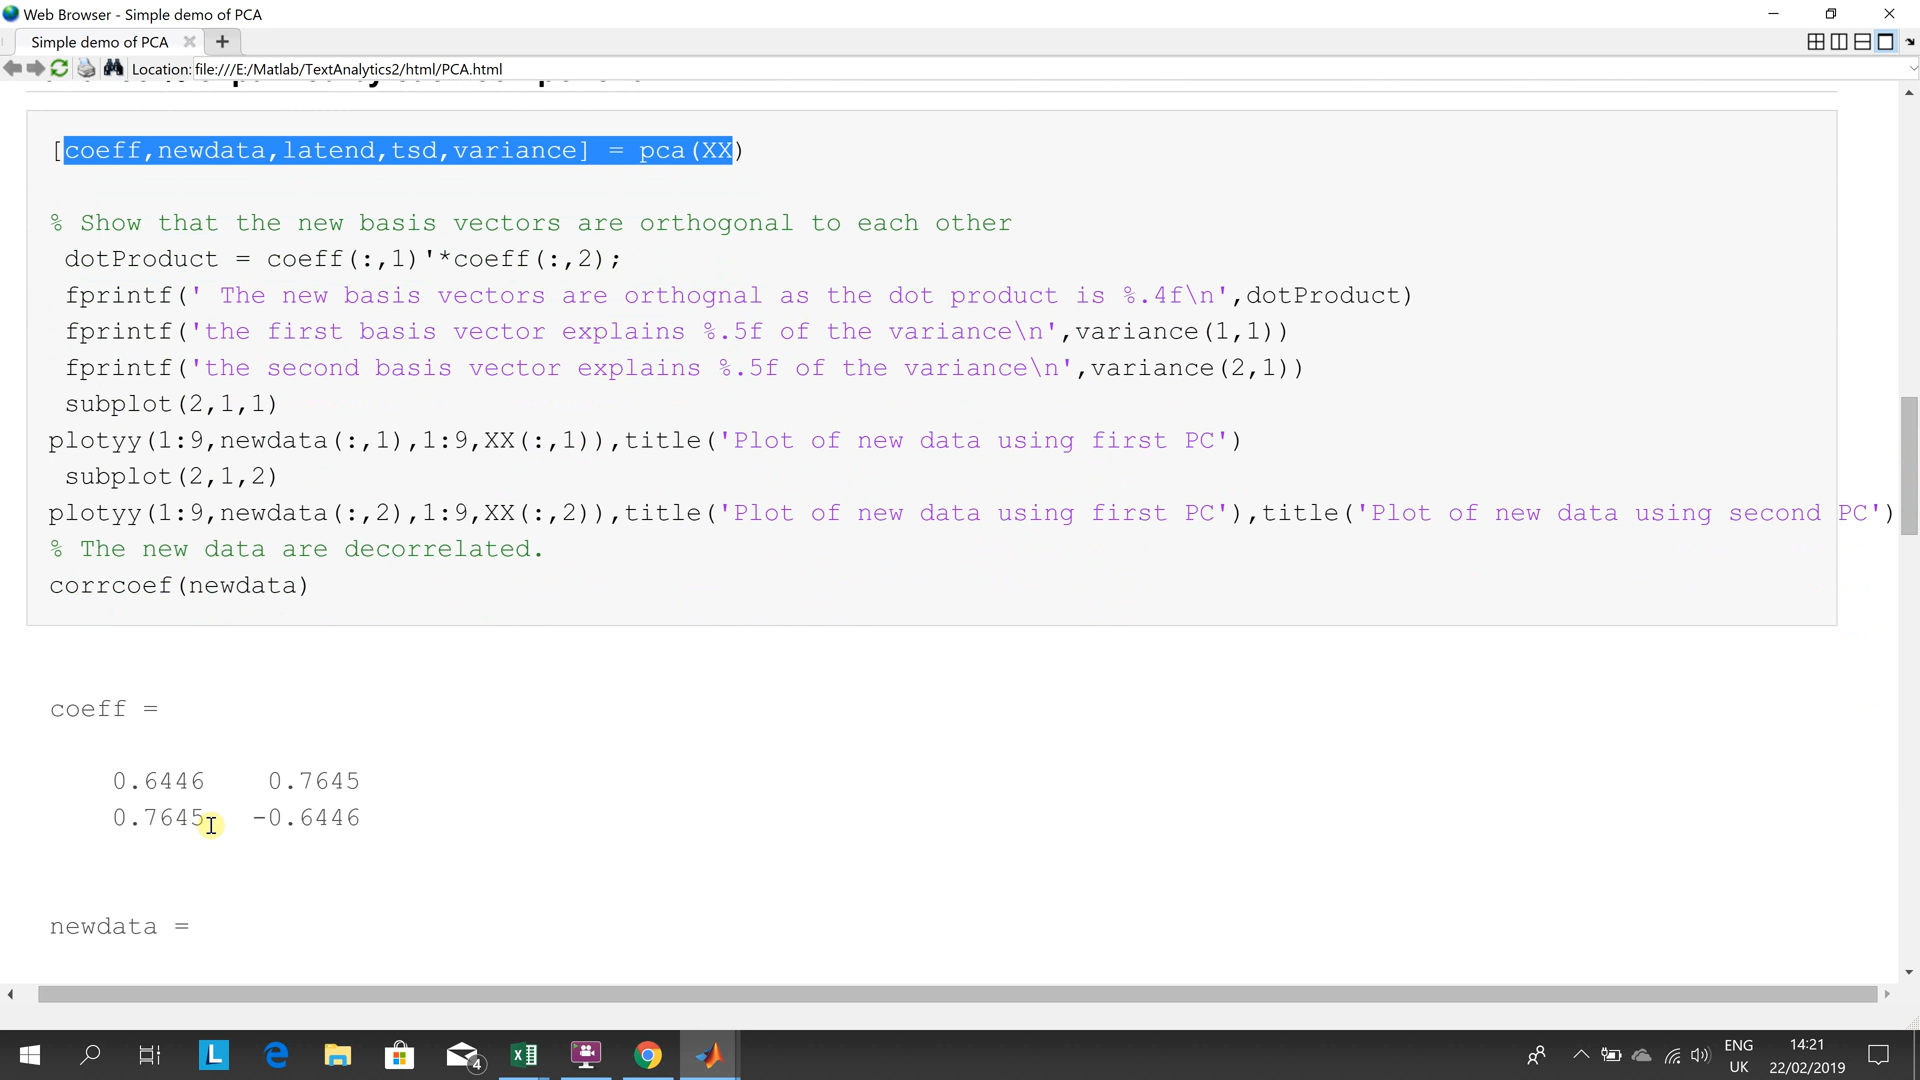 Web Browser - Simple demo of PCA
Simple demo of PCA
Location: file:///E:/Matlab/TextAnalytics2/html/PCA.html
[coeff,newdata,latend,tsd,variance] = pca(XX)
% Show that the new basis vectors are orthogonal to each other
dotProduct = coeff(:,1)'*coeff(:,2);
fprintf(' The new basis vectors are orthognal as the dot product is %.4f\n',dotProduct)
fprintf('the first basis vector explains %.5f of the variance\n',variance(1,1))
fprintf('the second basis vector explains %.5f of the variance\n',variance(2,1))
subplot(2,1,1)
plotyy(1:9,newdata(:,1),1:9,XX(:,1)),title('Plot of new data using first PC')
subplot(2,1,2)
plotyy(1:9,newdata(:,2),1:9,XX(:,2)),title('Plot of new data using first PC'),title('Plot of new data using second PC')
% The new data are decorrelated.
corrcoef(newdata)
coeff =
0.6446 0.7645
0.7645 -0.6446
newdata =
L
4
ENG
UK
14:21
22/02/2019